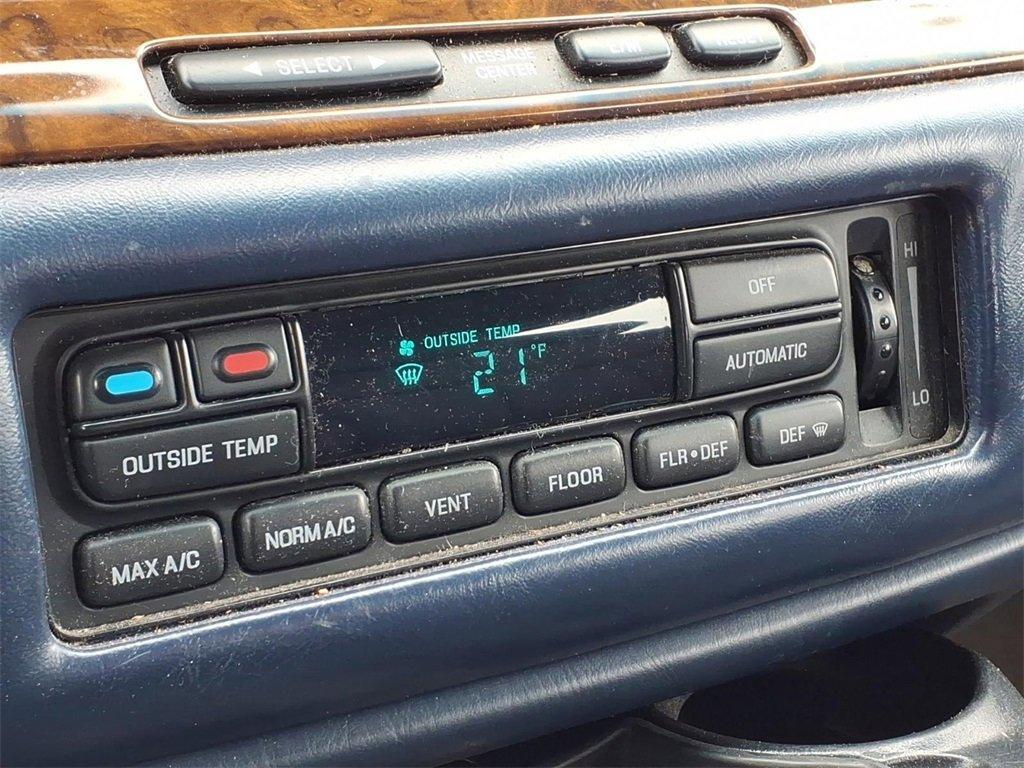 ◄ SELECT ►
MESSAGE CENTER
E/M
RESET
HI
LO
OUTSIDE TEMP
21°F
OFF
AUTOMATIC
OUTSIDE TEMP
MAX A/C
NORM A/C
VENT
FLOOR
FLR•DEF
DEF